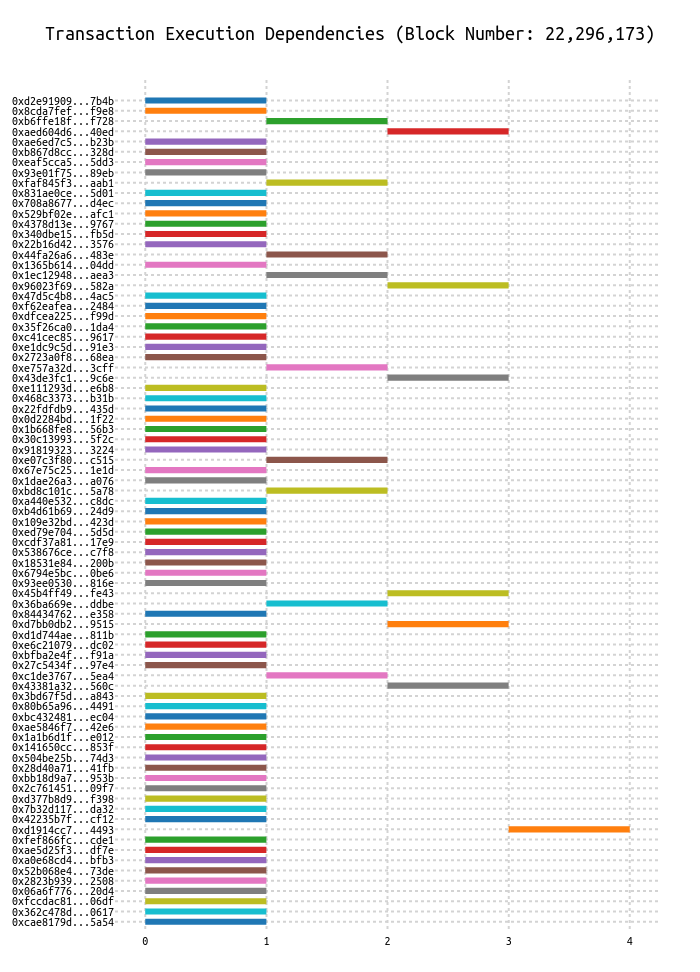 Transaction Execution Dependencies (Block Number: 22,296,173)
0xd2e91909...7b4b
0x8cda7fef...f9e8
0xb6ffe18f...f728
0xaed604d6...40ed
0xae6ed7c5...b23b
0xb867d8cc...328d
0xeaf5cca5...5dd3
0x93e01f75...89eb
0xfaf845f3...aab1
0x831ae0ce...5d01
0x708a8677...d4ec
0x529bf02e...afc1
0x4378d13e...9767
0x340dbe15...fb5d
0x22b16d42...3576
0x44fa26a6...483e
0x1365b614...04dd
0x1ec12948...aea3
0x96023f69...582a
0x47d5c4b8...4ac5
0xf62eafea...2484
0xdfcea225...f99d
0x35f26ca0...1da4
0xc41cec85...9617
0xe1dc9c5d...91e3
0x2723a0f8...68ea
0xe757a32d...3cff
0x43de3fc1...9c6e
0xe111293d...e6b8
0x468c3373...b31b
0x22fdfdb9...435d
0x0d2284bd...1f22
0x1b668fe8...56b3
0x30c13993...5f2c
0x91819323...3224
0xe07c3f80...c515
0x67e75c25...1e1d
0x1dae26a3...a076
0xbd8c101c...5a78
0xa440e532...c8dc
0xb4d61b69...24d9
0x109e32bd...423d
0xed79e704...5d5d
0xcdf37a81...17e9
0x538676ce...c7f8
0x18531e84...200b
0x6794e5bc...0be6
0x93ee0530...816e
0x45b4ff49...fe43
0x36ba669e...ddbe
0x84434762...e358
0xd7bb0db2...9515
0xd1d744ae...811b
0xe6c21079...dc02
0xbfba2e4f...f91a
0x27c5434f...97e4
0xc1de3767...5ea4
0x43381a32...560c
0x3bd67f5d...a843
0x80b65a96...4491
0xbc432481...ec04
0xae5846f7...42e6
0x1a1b6d1f...e012
0x141650cc...853f
0x504be25b...74d3
0x28d40a71...41fb
0xbb18d9a7...953b
0x2c761451...09f7
0xd377b8d9...f398
0x7b32d117...da32
0x42235b7f...cf12
0xd1914cc7...4493
0xfef866fc...cde1
0xae5d25f3...df7e
0xa0e68cd4...bfb3
0x52b068e4...73de
0x2823b939...2508
0x06a6f776...20d4
0xfccdac81...06df
0x362c478d...0617
0xcae8179d...5a54
0 1 2 3 4